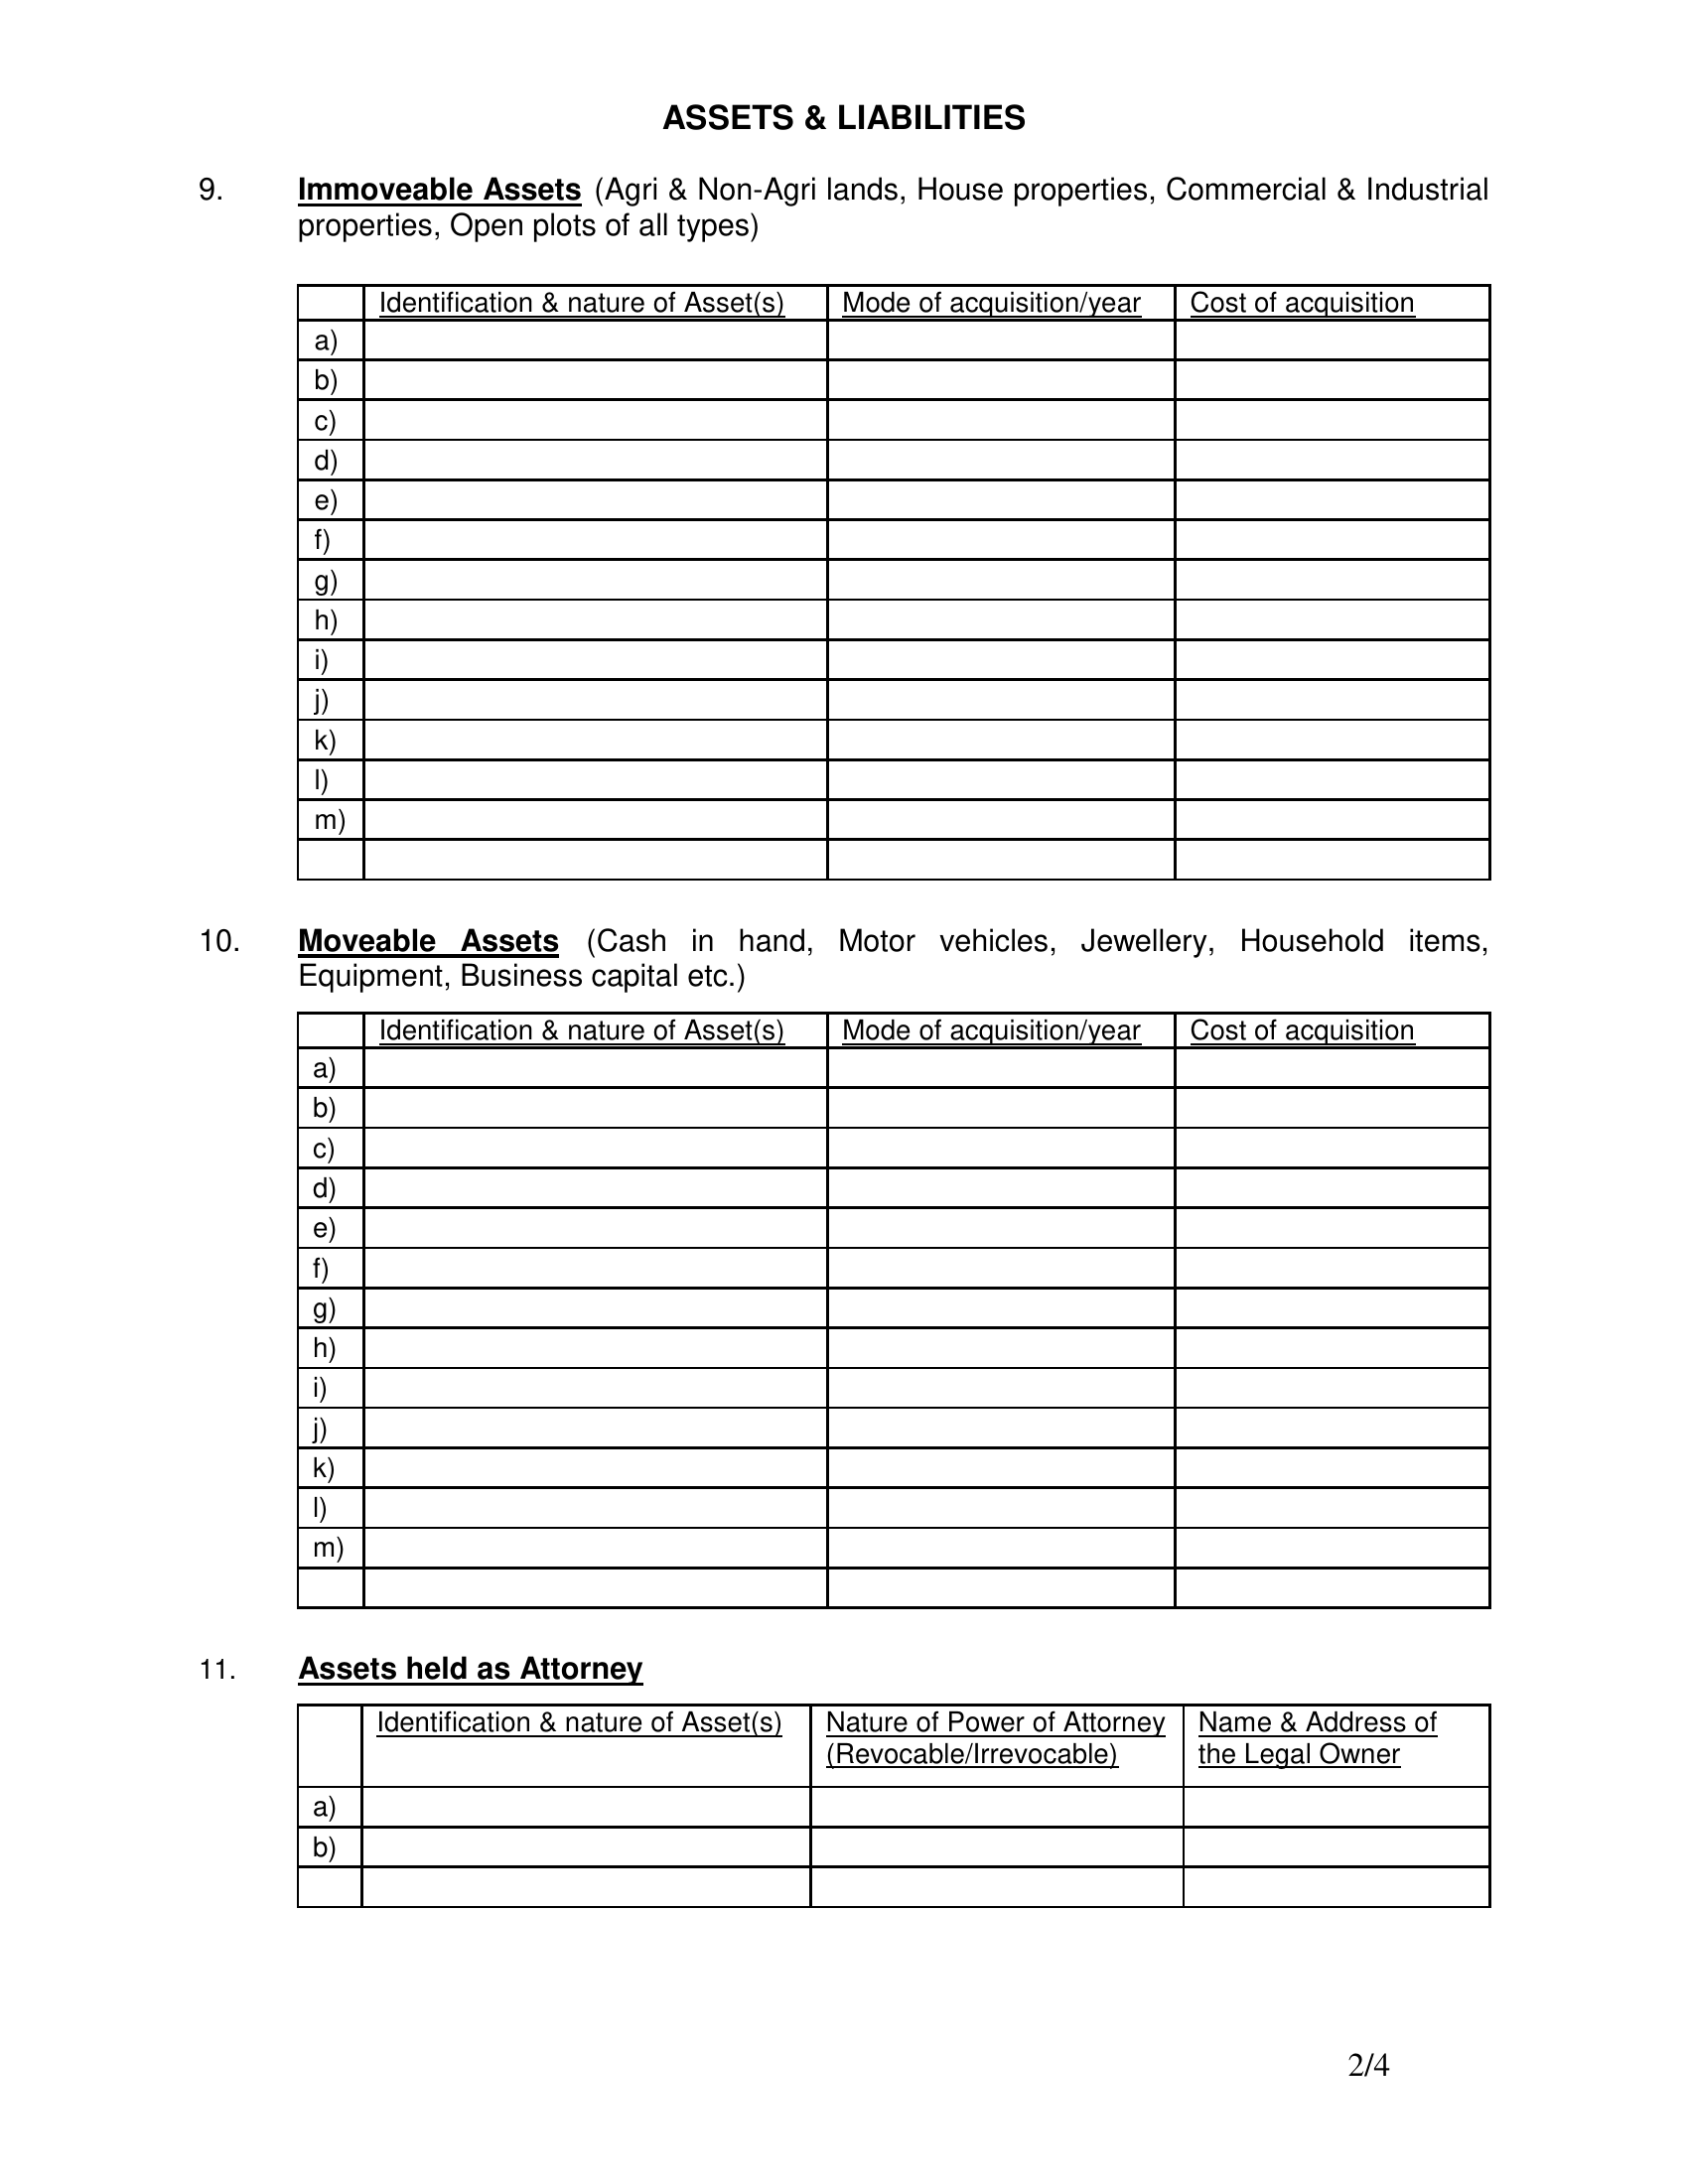 ASSETS & LIABILITIES
9. Immoveable Assets (Agri & Non-Agri lands, House properties, Commercial & Industrial
properties, Open plots of all types)
Identification & nature of Asset(s) Mode of acquisition/year Cost of acquisition
a)
b)
c)
d)
e)
f)
g)
h)
i)
j)
k)
l)
m)
10. Moveable Assets (Cash in hand, Motor vehicles, Jewellery, Household items,
Equipment, Business capital etc.)
Identification & nature of Asset(s) Mode of acquisition/year Cost of acquisition
a)
b)
c)
d)
e)
f)
g)
h)
i)
j)
k)
l)
m)
11. Assets held as Attorney
Identification & nature of Asset(s) Nature of Power of Attorney Name & Address of
(Revocable/Irrevocable) the Legal Owner
a)
b)
2/4